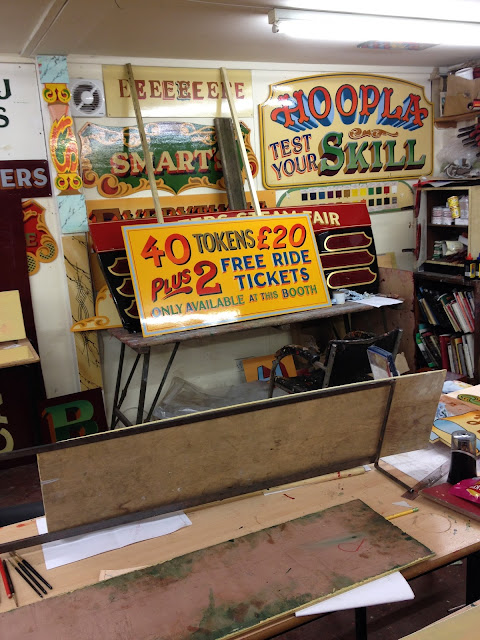 HOOPLA
TEST
YOUR SKILL
SMART'S
ERS
FAIR
40 TOKENS £20
PLUS 2 FREE RIDE
TICKETS
ONLY AVAILABLE AT THIS BOOTH
B